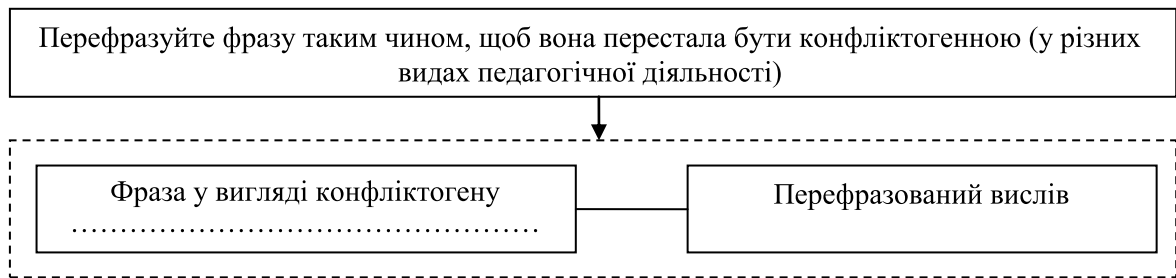 Перефразуйте фразу таким чином, щоб вона перестала бути конфліктогенною (у різних
видах педагогічної діяльності)
Фраза у вигляді конфліктогену
…………………………………………
Перефразований вислів